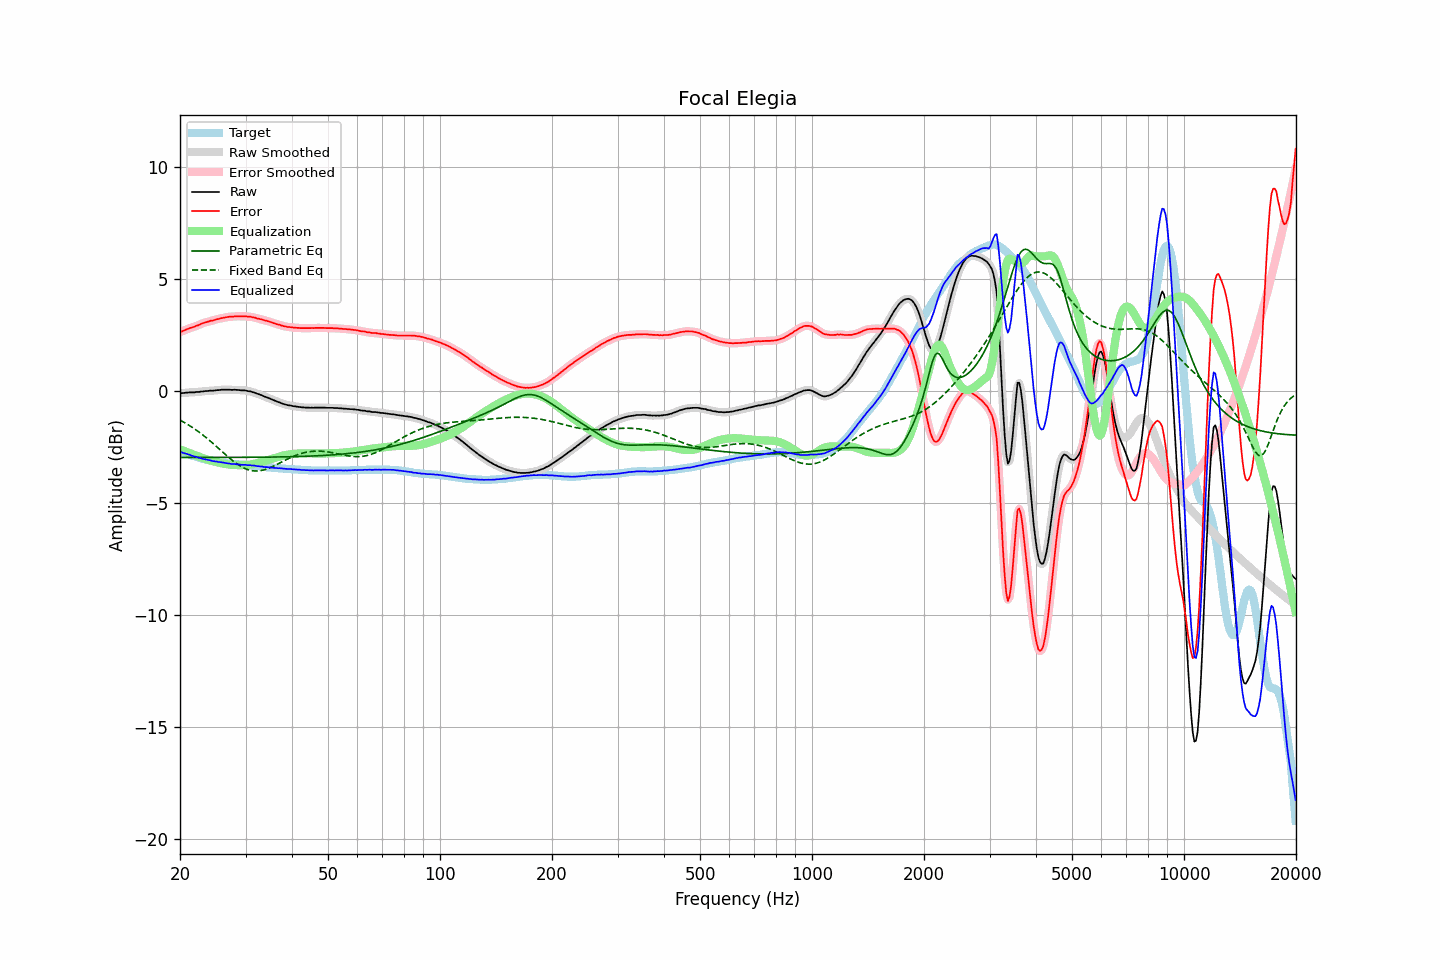 Focal Elegia
Target
Raw Smoothed
Error Smoothed
Raw
Error
Equalization
Parametric Eq
Fixed Band Eq
Equalized
10
5
0
−5
−10
−15
−20
Amplitude (dBr)
20
50
100
200
500
1000
2000
5000
10000
20000
Frequency (Hz)